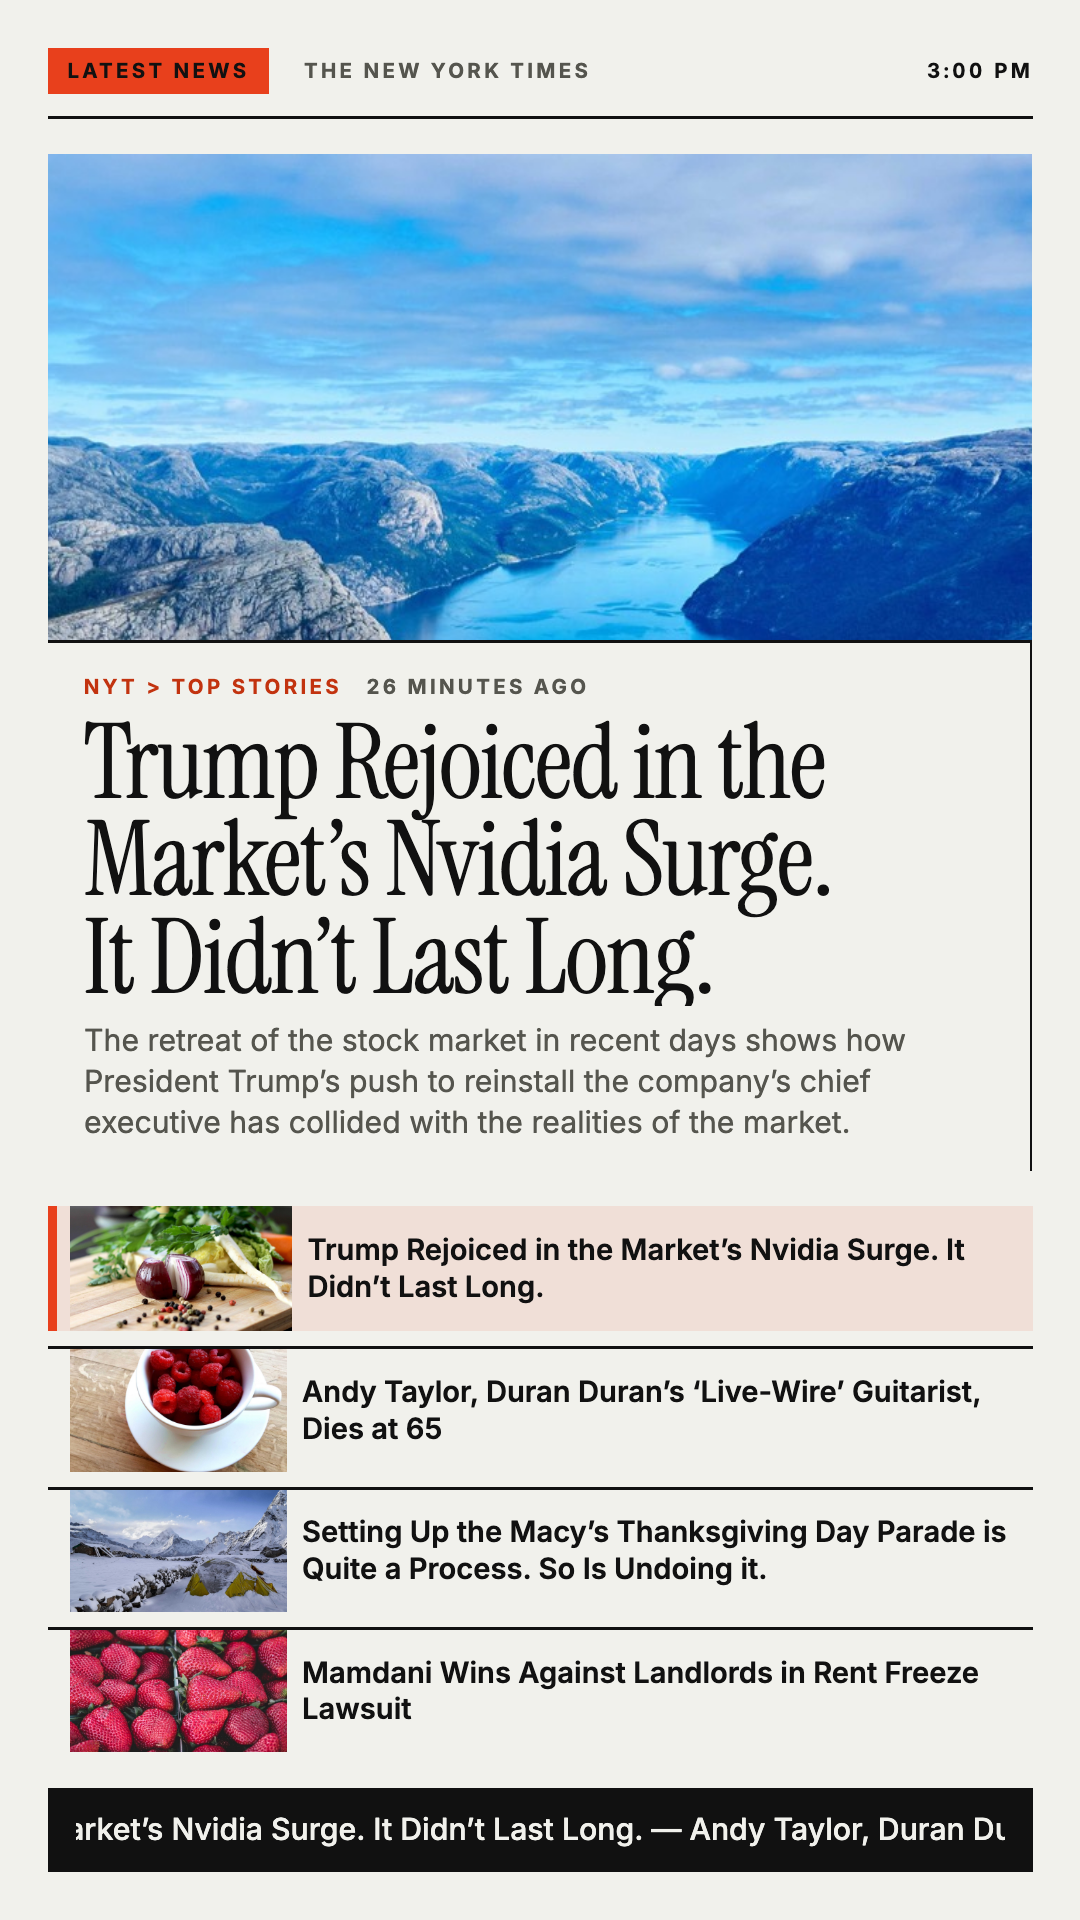 LATEST NEWS
THE NEW YORK TIMES
3:00 PM
NYT > TOP STORIES 26 MINUTES AGO
Trump Rejoiced in the
Market’s Nvidia Surge.
It Didn’t Last Long.
The retreat of the stock market in recent days shows how
President Trump’s push to reinstall the company’s chief
executive has collided with the realities of the market.
Trump Rejoiced in the Market’s Nvidia Surge. It
Didn’t Last Long.
Andy Taylor, Duran Duran’s ‘Live-Wire’ Guitarist,
Dies at 65
Setting Up the Macy’s Thanksgiving Day Parade is
Quite a Process. So Is Undoing it.
Mamdani Wins Against Landlords in Rent Freeze
Lawsuit
arket’s Nvidia Surge. It Didn’t Last Long. — Andy Taylor, Duran Du